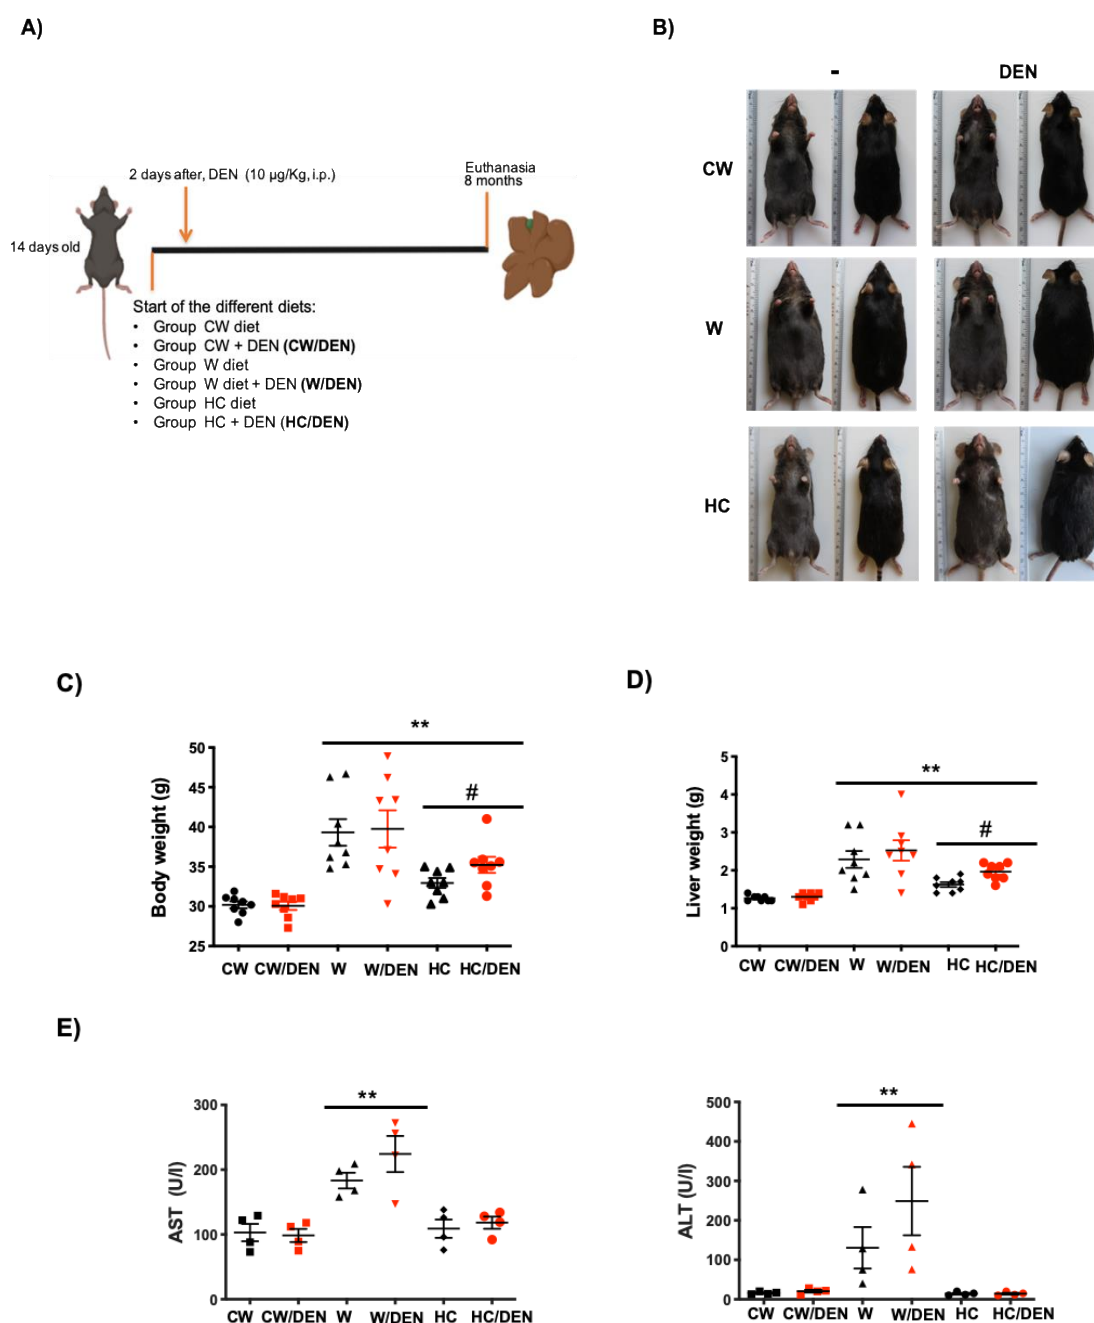 A)
2 days after, DEN (10 µg/Kg, i.p.)
Euthanasia
8 months
14 days old
Start of the different diets:
• Group CW diet
• Group CW + DEN (CW/DEN)
• Group W diet
• Group W diet + DEN (W/DEN)
• Group HC diet
• Group HC + DEN (HC/DEN)
B)
- DEN
CW
W
HC
C)
**
#
Body weight (g)
50
45
40
35
30
25
CW CW/DEN W W/DEN HC HC/DEN
D)
**
#
Liver weight (g)
5
4
3
2
1
0
CW CW/DEN W W/DEN HC HC/DEN
E)
**
AST (U/l)
300
200
100
0
CW CW/DEN W W/DEN HC HC/DEN
**
ALT (U/l)
500
400
300
200
100
0
CW CW/DEN W W/DEN HC HC/DEN